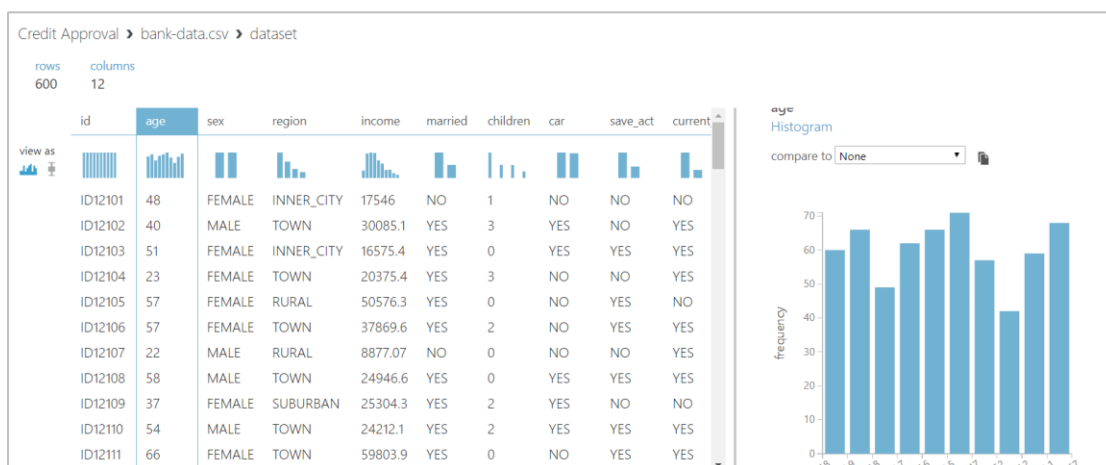 Credit Approval › bank-data.csv › dataset
rows columns
600 12
id age sex region income married children car save_act current
view as
ID12101 48 FEMALE INNER_CITY 17546 NO 1 NO NO NO
ID12102 40 MALE TOWN 30085.1 YES 3 YES NO YES
ID12103 51 FEMALE INNER_CITY 16575.4 YES 0 YES YES YES
ID12104 23 FEMALE TOWN 20375.4 YES 3 NO NO YES
ID12105 57 FEMALE RURAL 50576.3 YES 0 NO YES NO
ID12106 57 FEMALE TOWN 37869.6 YES 2 NO YES YES
ID12107 22 MALE RURAL 8877.07 NO 0 NO NO YES
ID12108 58 MALE TOWN 24946.6 YES 0 YES YES YES
ID12109 37 FEMALE SUBURBAN 25304.3 YES 2 YES NO NO
ID12110 54 MALE TOWN 24212.1 YES 2 YES YES YES
ID12111 66 FEMALE TOWN 59803.9 YES 0 NO YES YES
age
Histogram
compare to None
70
60
50
40
30
20
10
0
frequency